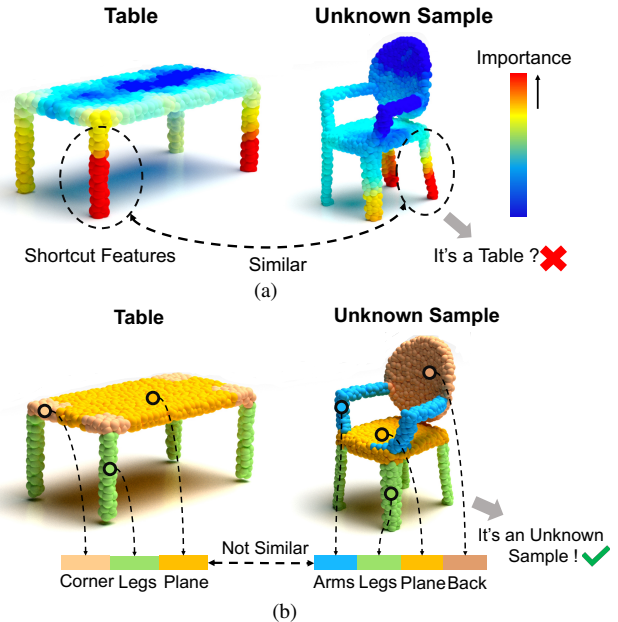 Table
Unknown Sample
Importance
Shortcut Features
Similar
It's a Table ?
(a)
Table
Unknown Sample
Not Similar
It's an Unknown
Sample !
Corner Legs Plane
Arms Legs Plane Back
(b)